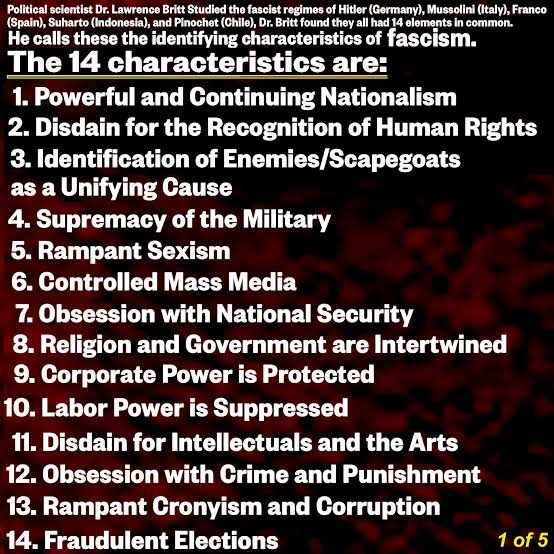 Political scientist Dr. Lawrence Britt Studied the fascist regimes of Hitler (Germany), Mussolini (Italy), Franco
(Spain), Suharto (Indonesia), and Pinochet (Chile), Dr. Britt found they all had 14 elements in common.
He calls these the identifying characteristics of fascism.
The 14 characteristics are:
1. Powerful and Continuing Nationalism
2. Disdain for the Recognition of Human Rights
3. Identification of Enemies/Scapegoats
as a Unifying Cause
4. Supremacy of the Military
5. Rampant Sexism
6. Controlled Mass Media
7. Obsession with National Security
8. Religion and Government are Intertwined
9. Corporate Power is Protected
10. Labor Power is Suppressed
11. Disdain for Intellectuals and the Arts
12. Obsession with Crime and Punishment
13. Rampant Cronyism and Corruption
14. Fraudulent Elections
1 of 5